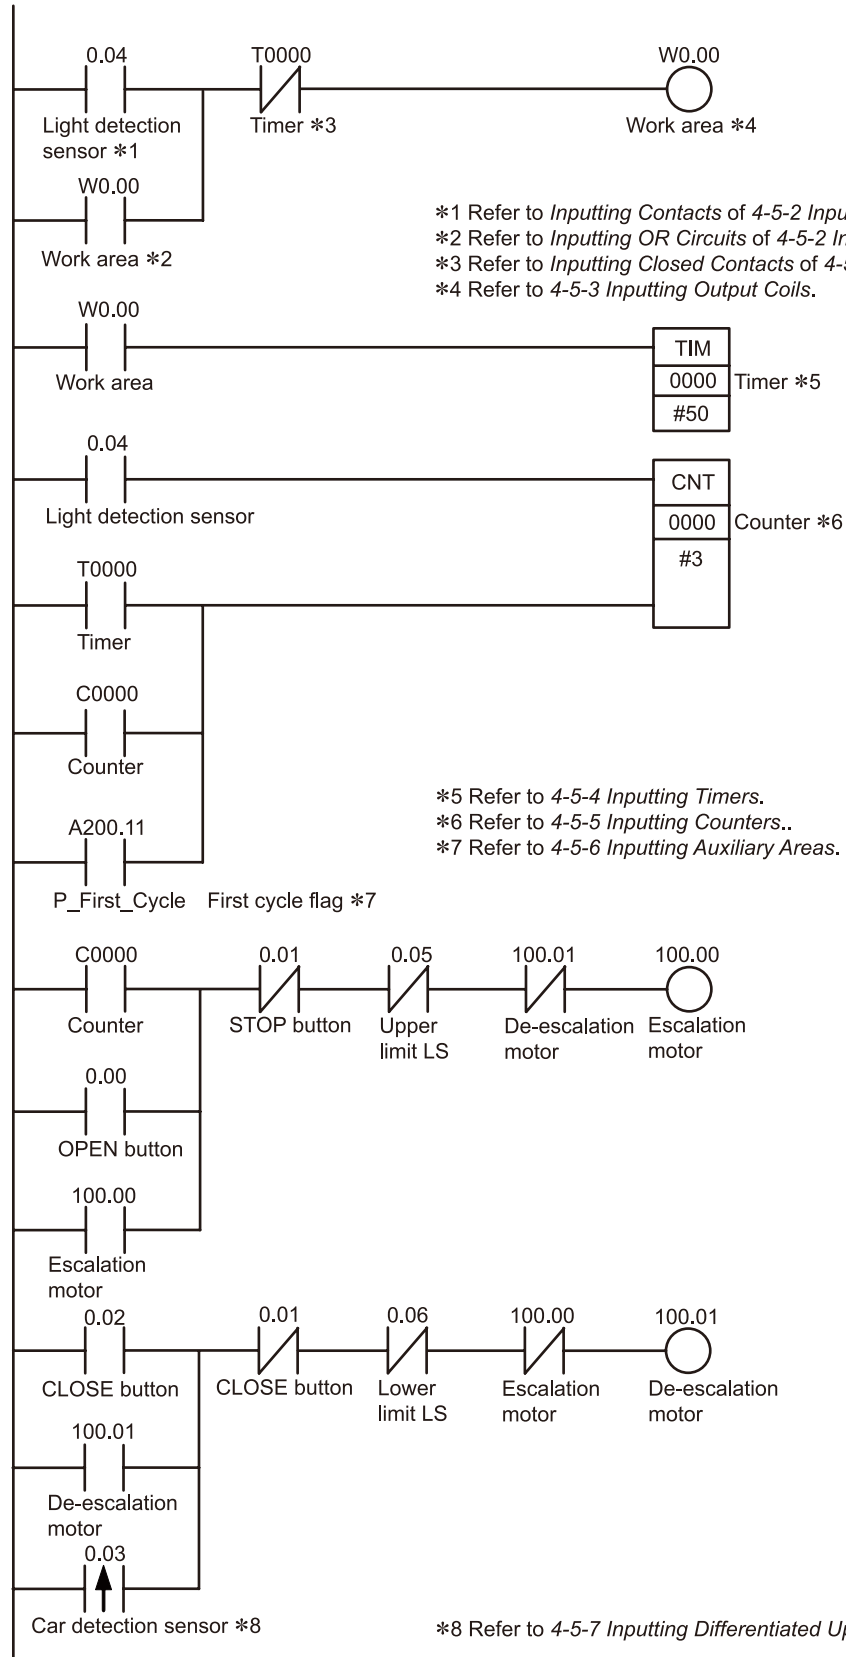 0.04 T0000 W0.00
Light detection Timer *3 Work area *4
sensor *1
W0.00
Work area *2
*1 Refer to Inputting Contacts of 4-5-2 Inpu
*2 Refer to Inputting OR Circuits of 4-5-2 In
*3 Refer to Inputting Closed Contacts of 4-
*4 Refer to 4-5-3 Inputting Output Coils.
W0.00
Work area
TIM
0000 Timer *5
#50
0.04
Light detection sensor
CNT
0000 Counter *6
#3
T0000
Timer
C0000
Counter
*5 Refer to 4-5-4 Inputting Timers.
*6 Refer to 4-5-5 Inputting Counters..
*7 Refer to 4-5-6 Inputting Auxiliary Areas.
A200.11
P_First_Cycle First cycle flag *7
C0000 0.01 0.05 100.01 100.00
Counter STOP button Upper De-escalation Escalation
limit LS motor motor
0.00
OPEN button
100.00
Escalation
motor
0.02 0.01 0.06 100.00 100.01
CLOSE button CLOSE button Lower Escalation De-escalation
limit LS motor motor
100.01
De-escalation
motor
0.03
Car detection sensor *8
*8 Refer to 4-5-7 Inputting Differentiated Up